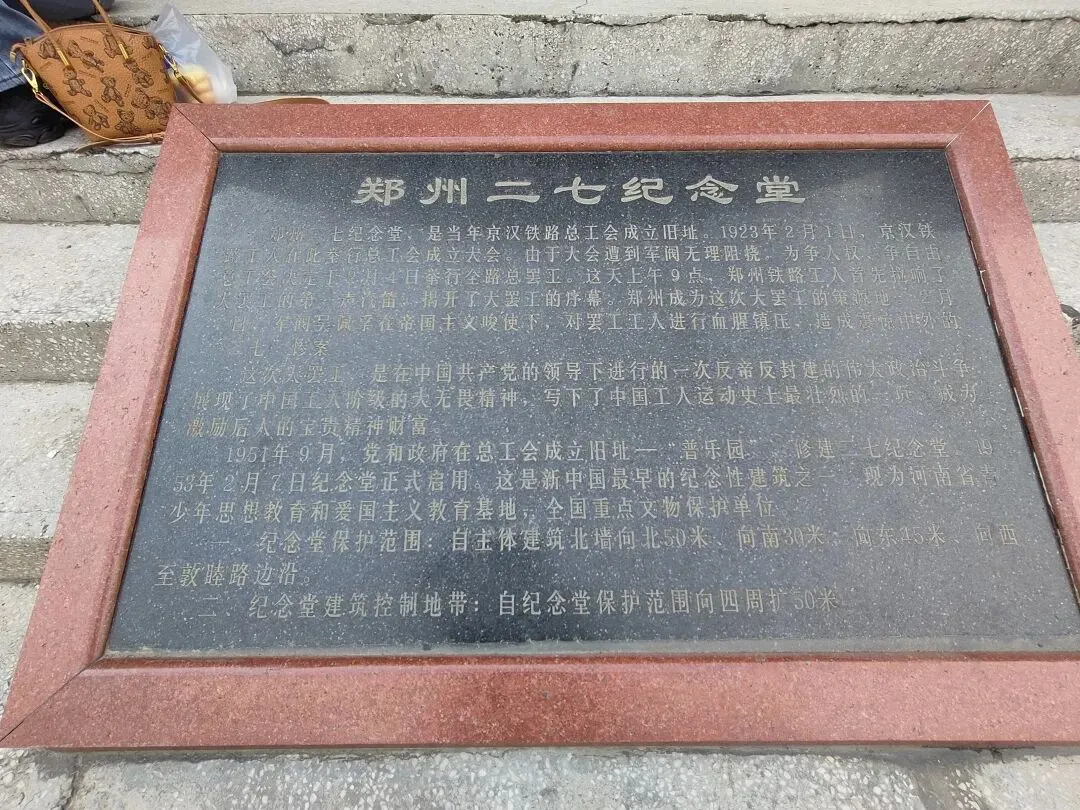 郑州二七纪念堂
七纪念堂，是当年京汉铁路总工会成立旧址。1923年2月1日，京汉铁
路工人在此举行总工会成立大会。由于大会遭到军阀无理阻挠，为争人权、争自由，
总工会决定于2月4日举行全路总罢工。这天上午9点，郑州铁路工人首先拉响了
大罢工的第一声汽笛，揭开了大罢工的序幕。郑州成为这次大罢工的策源地。2月
日，军阀吴佩孚在帝国主义唆使下，对罢工工人进行血腥镇压，造成震惊中外的
二七 惨案
这次大罢工，是在中国共产党的领导下进行的一次反帝反封建的伟大政治斗争，
展现了中国工人阶级的大无畏精神，写下了中国工人运动史上最壮烈的一页，成为
激励后人的宝贵精神财富。
1951年9月，党和政府在总工会成立旧址—“普乐园”，修建二七纪念堂，19
53年2月7日纪念堂正式启用。这是新中国最早的纪念性建筑之一，现为河南省青
少年思想教育和爱国主义教育基地，全国重点文物保护单位。
一、纪念堂保护范围：自主体建筑北墙向北50米、向南30米；向东45米、向西
至敦睦路边沿。
二、纪念堂建筑控制地带：自纪念堂保护范围向四周扩50米